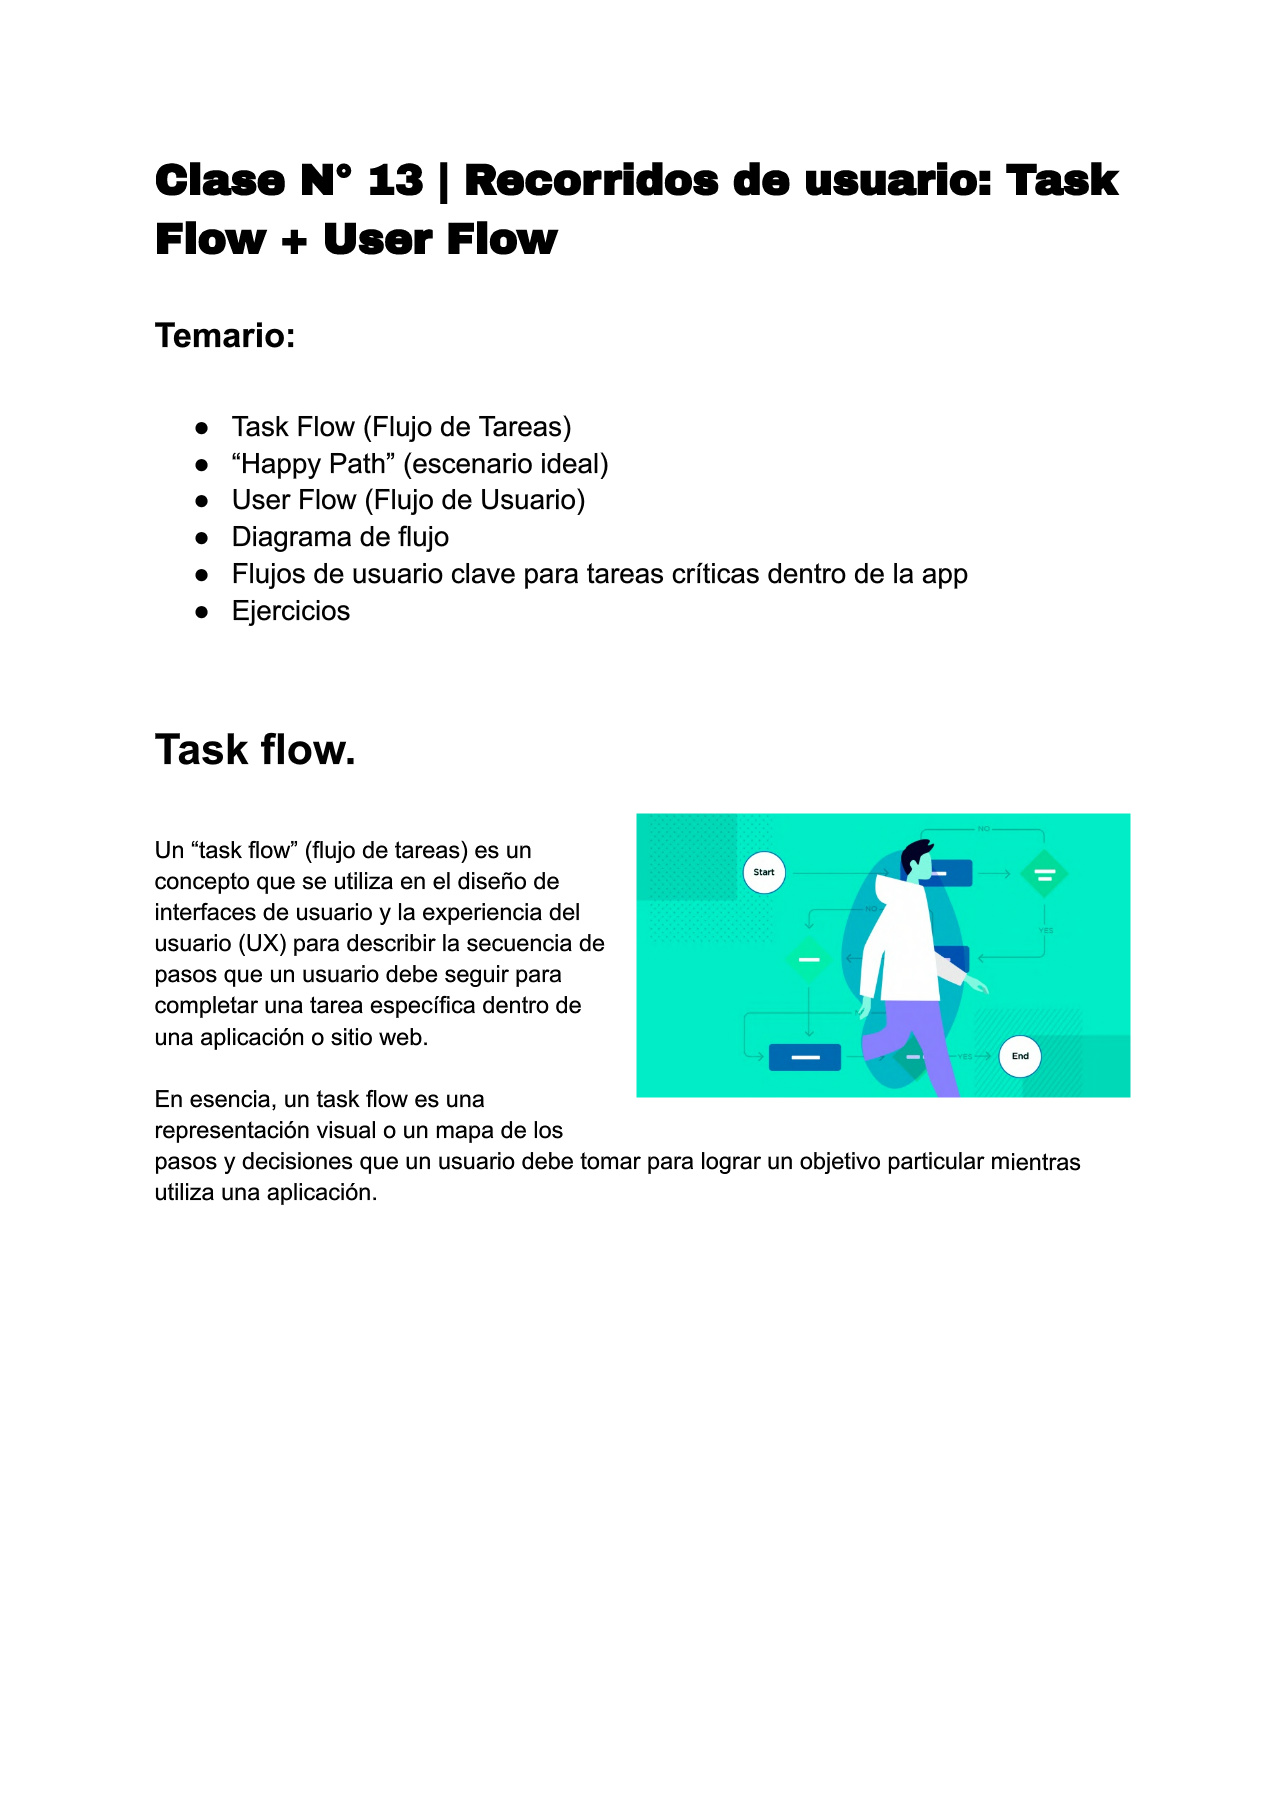 Clase N° 13 | Recorridos de usuario: Task
Flow + User Flow
Temario:
● Task Flow (Flujo de Tareas)
● “Happy Path” (escenario ideal)
● User Flow (Flujo de Usuario)
● Diagrama de flujo
● Flujos de usuario clave para tareas críticas dentro de la app
● Ejercicios
Task flow.
Un “task flow” (flujo de tareas) es un
concepto que se utiliza en el diseño de
interfaces de usuario y la experiencia del
usuario (UX) para describir la secuencia de
pasos que un usuario debe seguir para
completar una tarea específica dentro de
una aplicación o sitio web.
NO
Start
NO
YES
YES
End
En esencia, un task flow es una
representación visual o un mapa de los
pasos y decisiones que un usuario debe tomar para lograr un objetivo particular mientras
utiliza una aplicación.